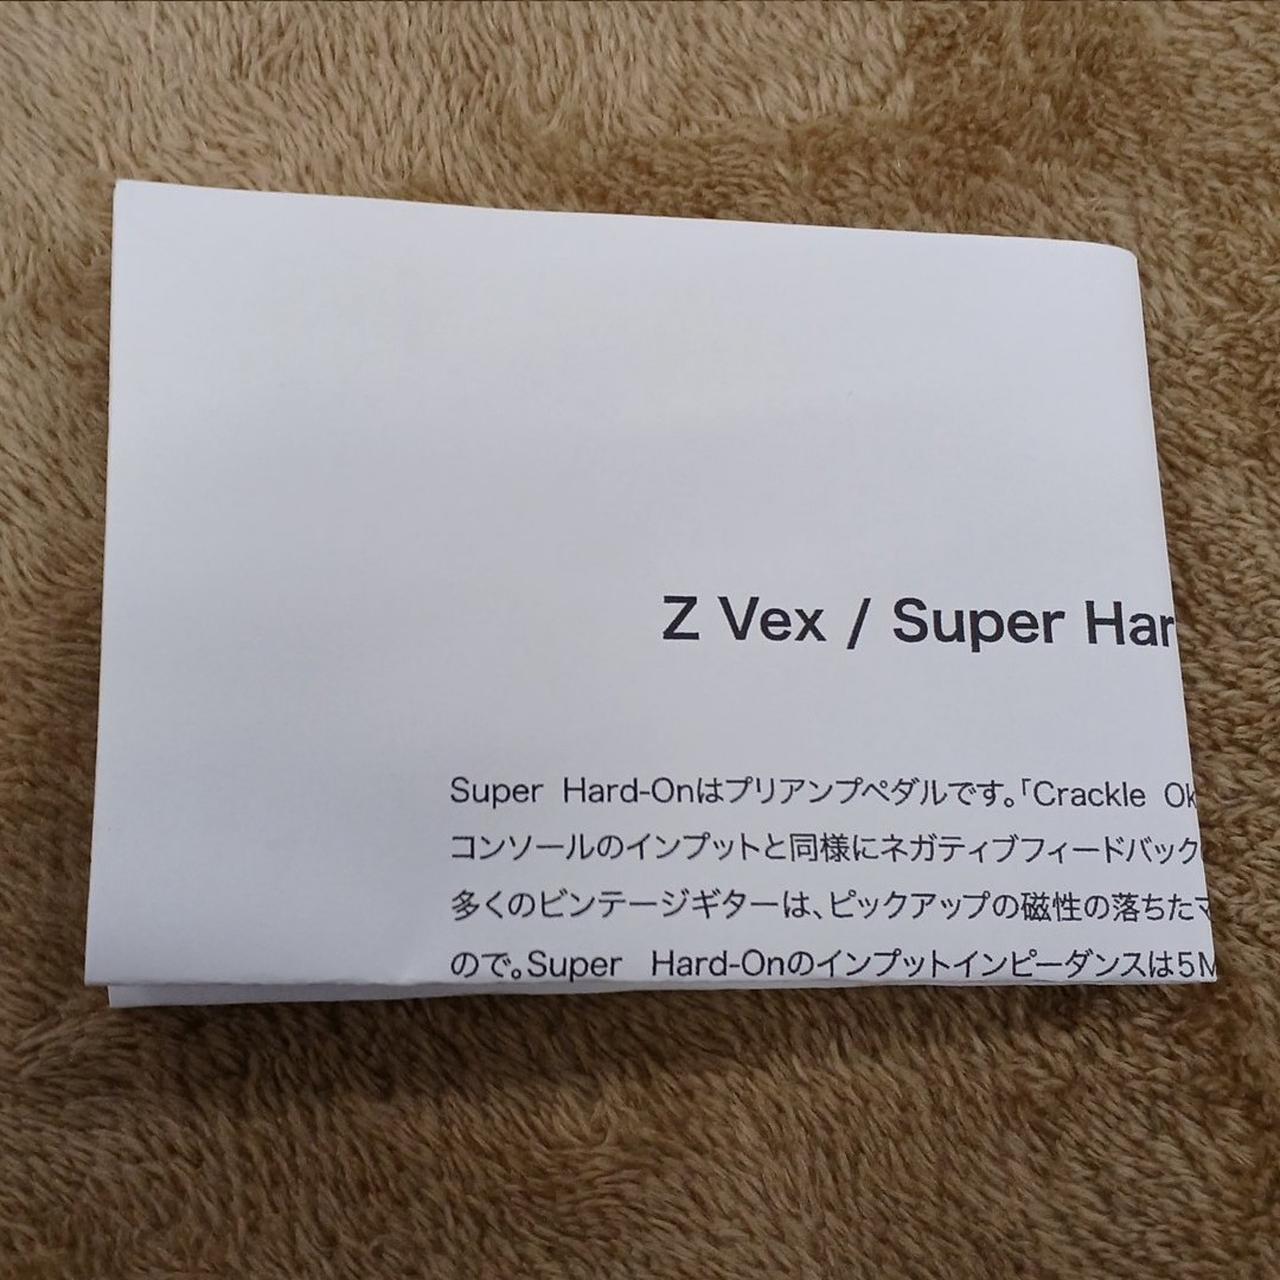 Z Vex / Super Har
Super Hard-Onはプリアンプペダルです。「Crackle Ok
コンソールのインプットと同様にネガティブフィードバック
多くのビンテージギターは、ピックアップの磁性の落ちたマ
ので。Super Hard-Onのインプットインピーダンスは5M